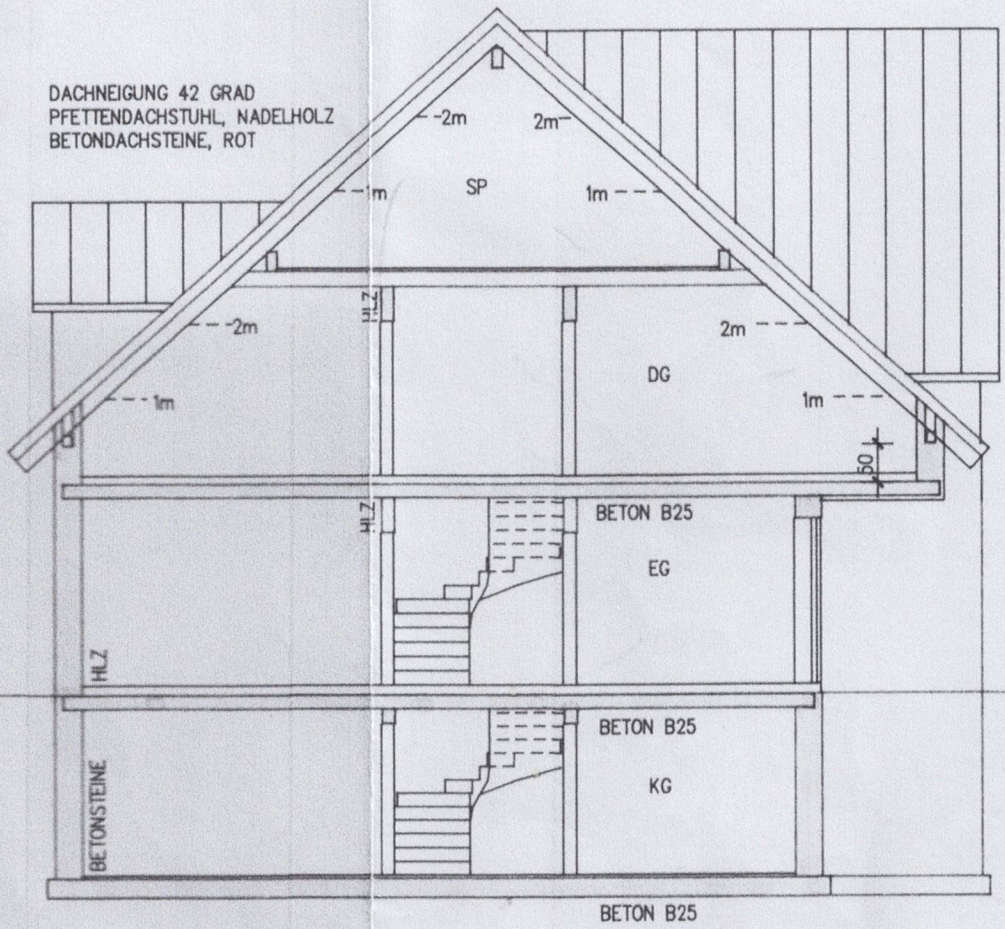 DACHNEIGUNG 42 GRAD
PFETTENDACHSTUHL, NADELHOLZ
BETONDACHSTEINE, ROT
2m
2m
1m
SP
1m
HLZ
2m
2m
DG
1m
1m
50
HLZ
BETON B25
EG
HLZ
BETON B25
BETONSTEINE
KG
BETON B25